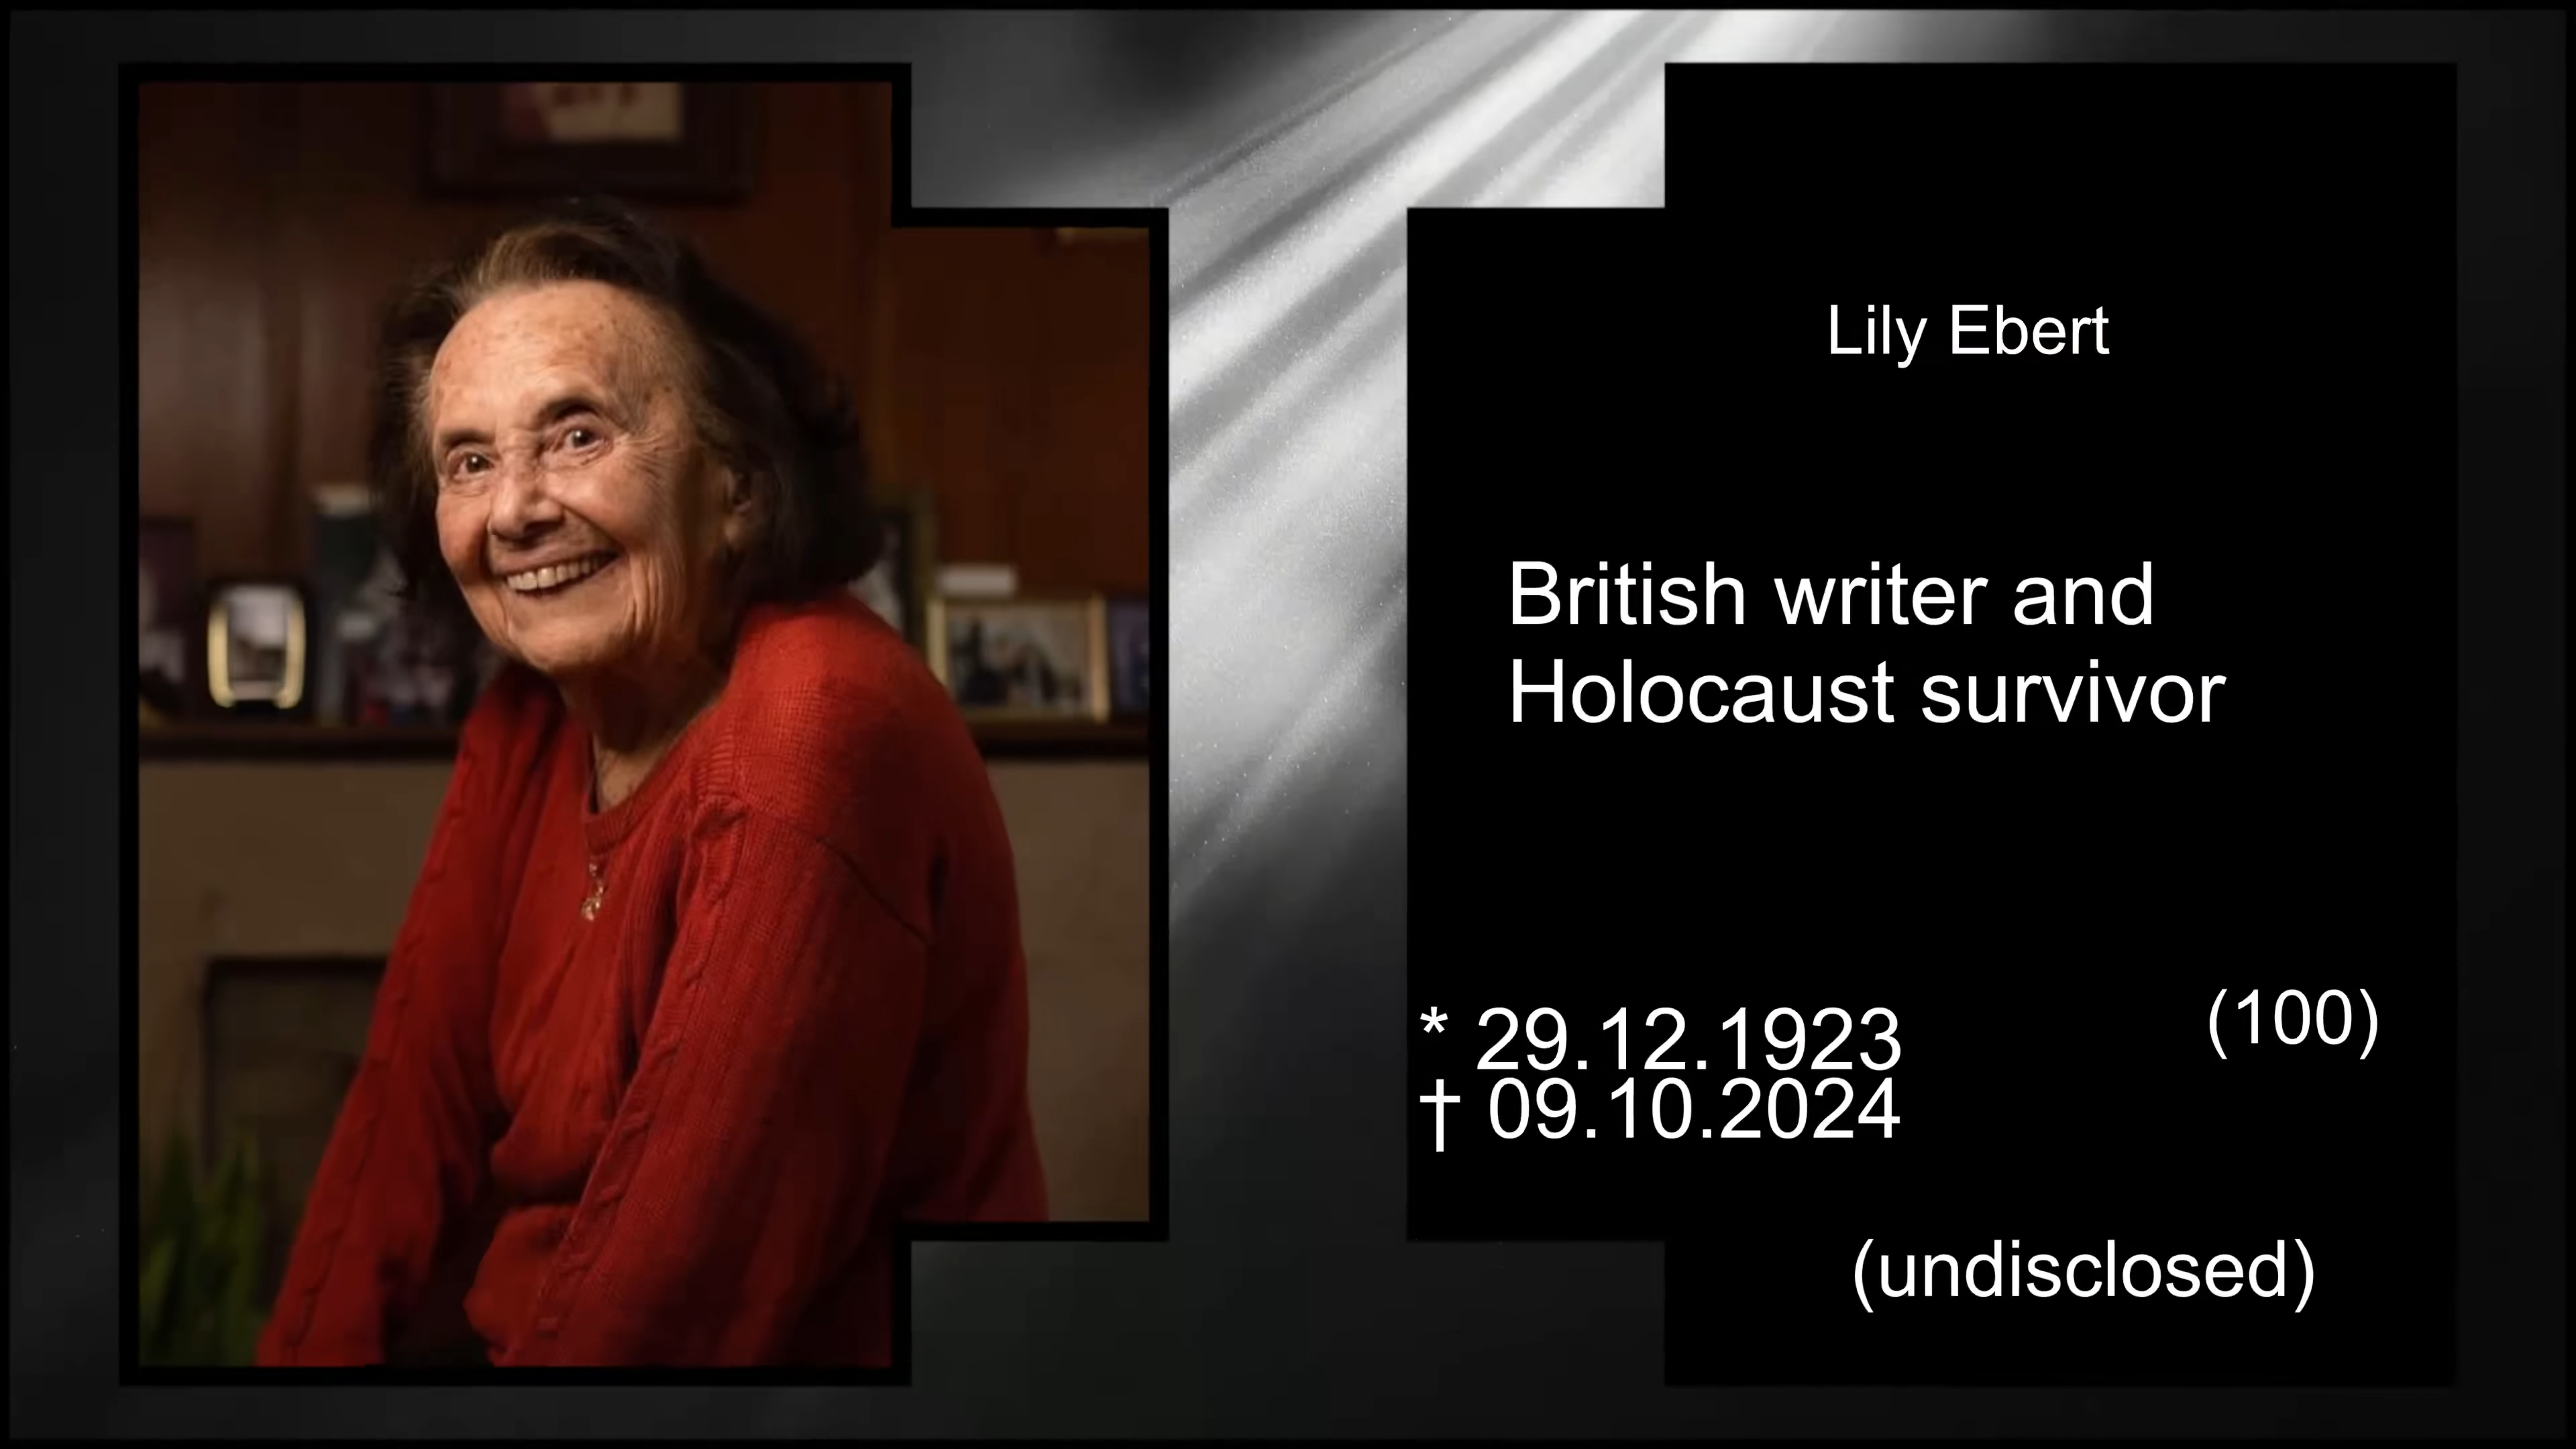 Lily Ebert
British writer and
Holocaust survivor
* 29.12.1923
(100)
† 09.10.2024
(undisclosed)